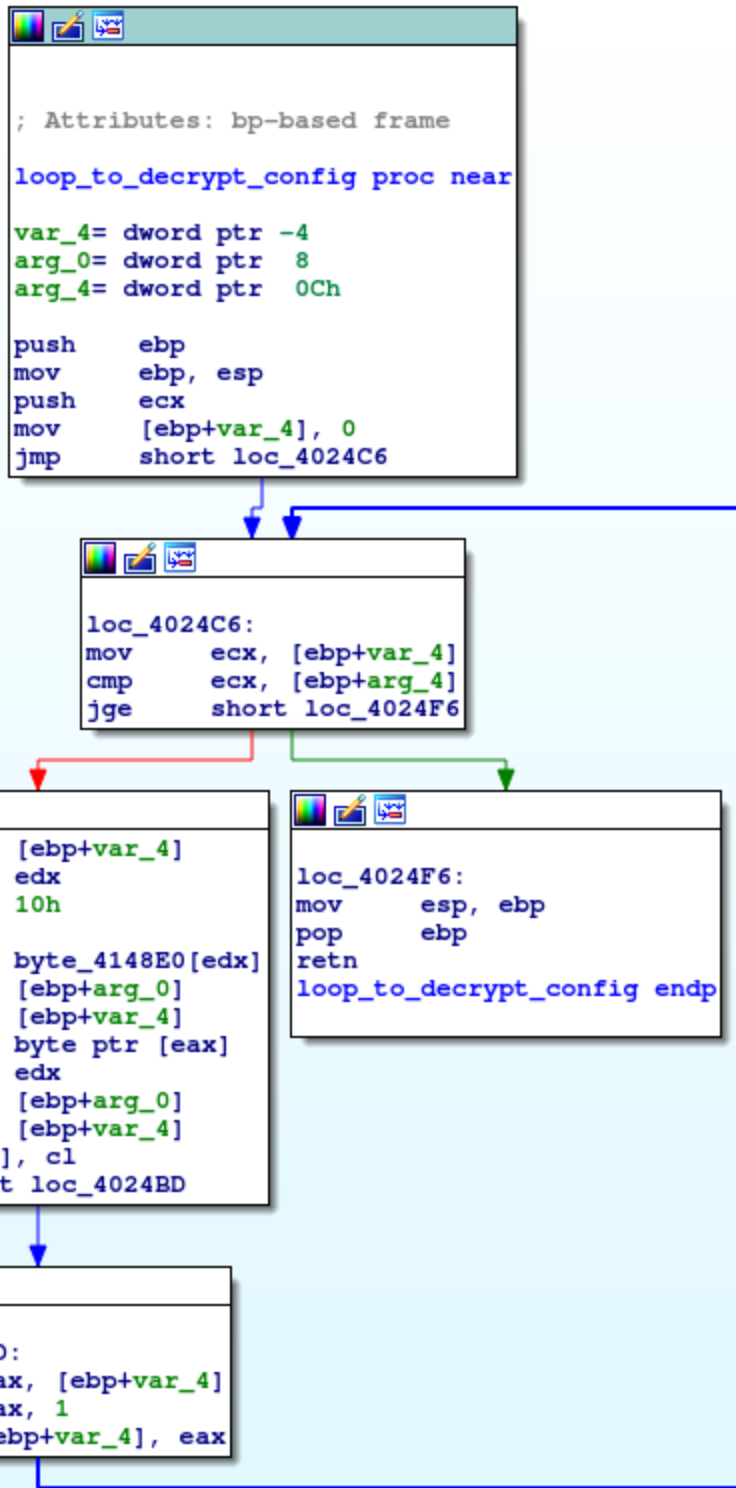 ; Attributes: bp-based frame
loop_to_decrypt_config proc near
var_4= dword ptr -4
arg_0= dword ptr  8
arg_4= dword ptr  0Ch
push    ebp
mov     ebp, esp
push    ecx
mov     [ebp+var_4], 0
jmp     short loc_4024C6
loc_4024C6:
mov     ecx, [ebp+var_4]
cmp     ecx, [ebp+arg_4]
jge     short loc_4024F6
[ebp+var_4]
edx
10h
byte_4148E0[edx]
[ebp+arg_0]
[ebp+var_4]
byte ptr [eax]
edx
[ebp+arg_0]
[ebp+var_4]
], cl
t loc_4024BD
loc_4024F6:
mov     esp, ebp
pop     ebp
retn
loop_to_decrypt_config endp
:
ax, [ebp+var_4]
ax, 1
ebp+var_4], eax